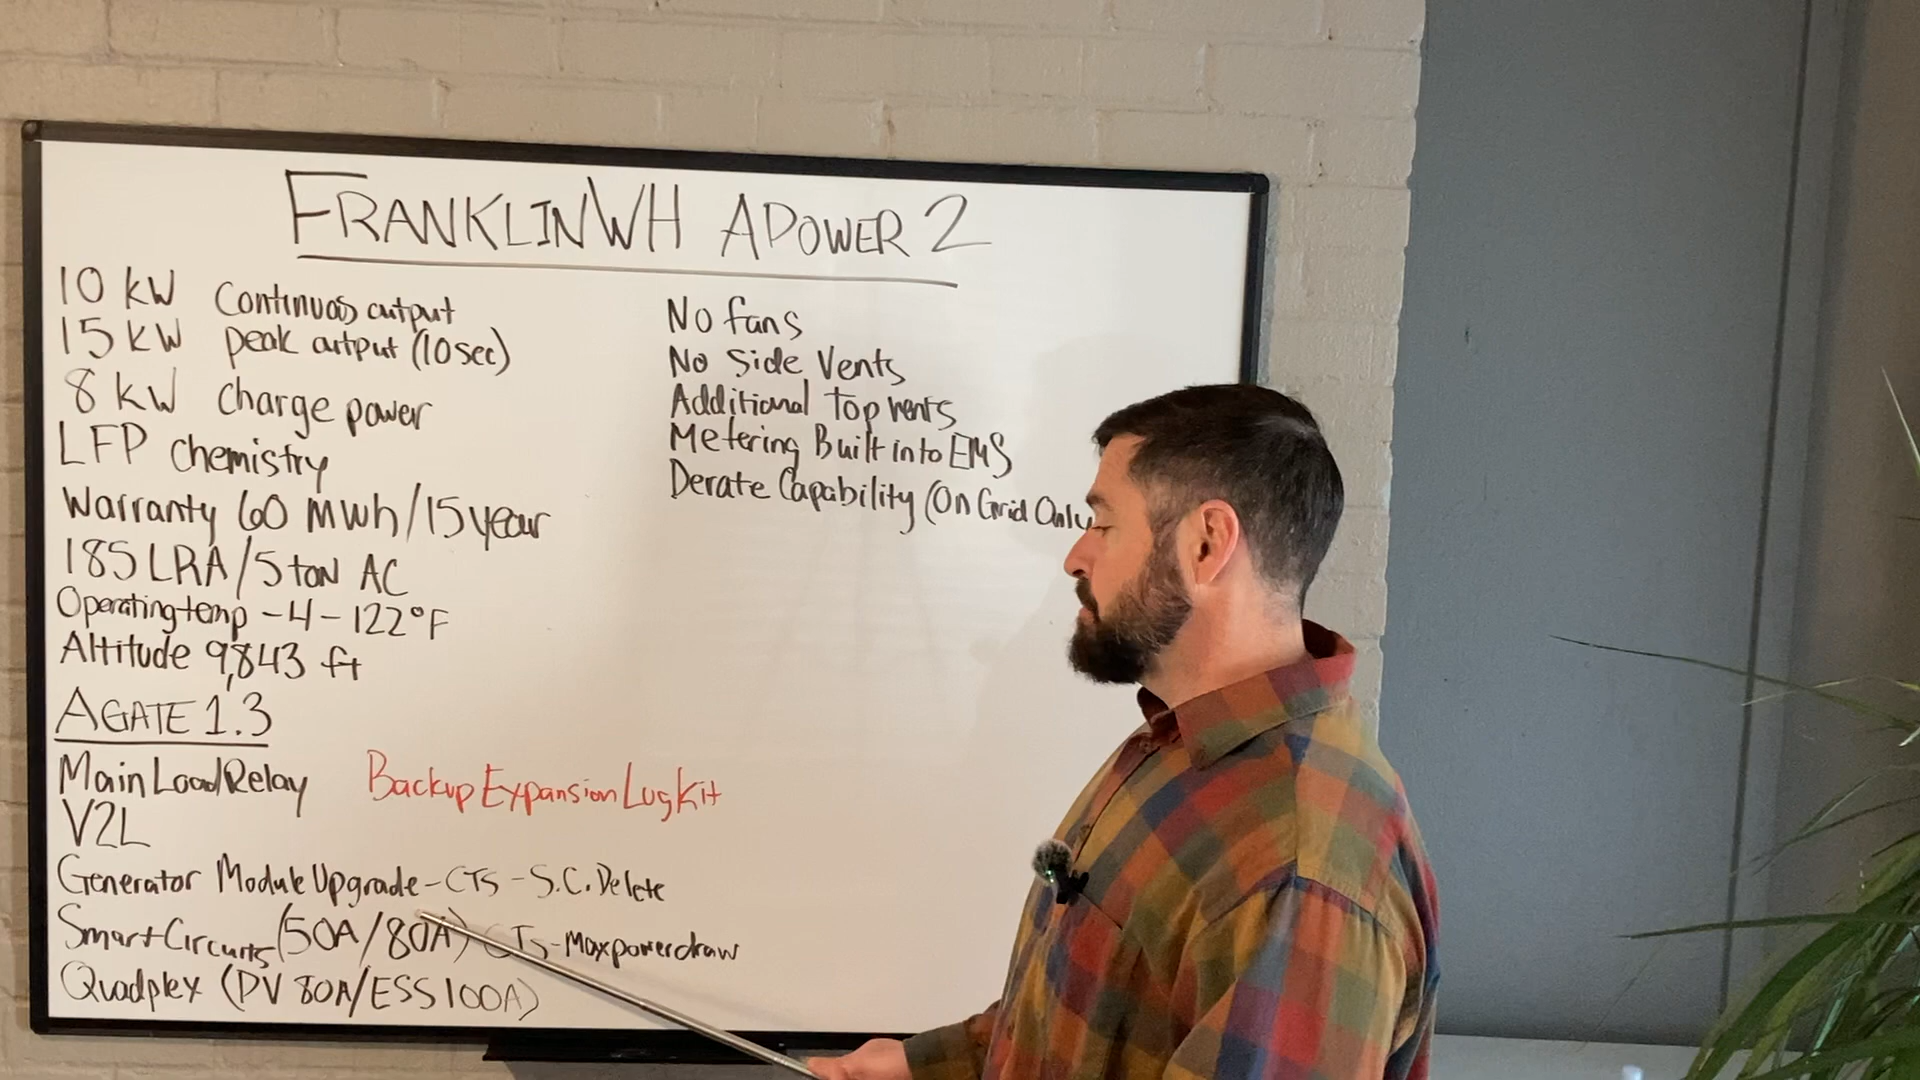 FRANKLINWH APOWER 2
10 kW Continuous output
15 kW peak output (10sec)
8 kW charge power
LFP chemistry
Warranty 60 MWh/15 year
185 LRA/5 ton AC
Operating temp -4 - 122°F
Altitude 9,843 ft
No fans
No Side Vents
Additional top vents
Metering Built into EMS
Derate Capability (On Grid Only
AGATE 1.3
Main Load Relay Backup Expansion Lug Kit
V2L
Generator Module Upgrade - CTs - S.C. Delete
Smart Circuits (50A/80A) CTs - Max power draw
Quadplex (PV 80A/ESS 100A)